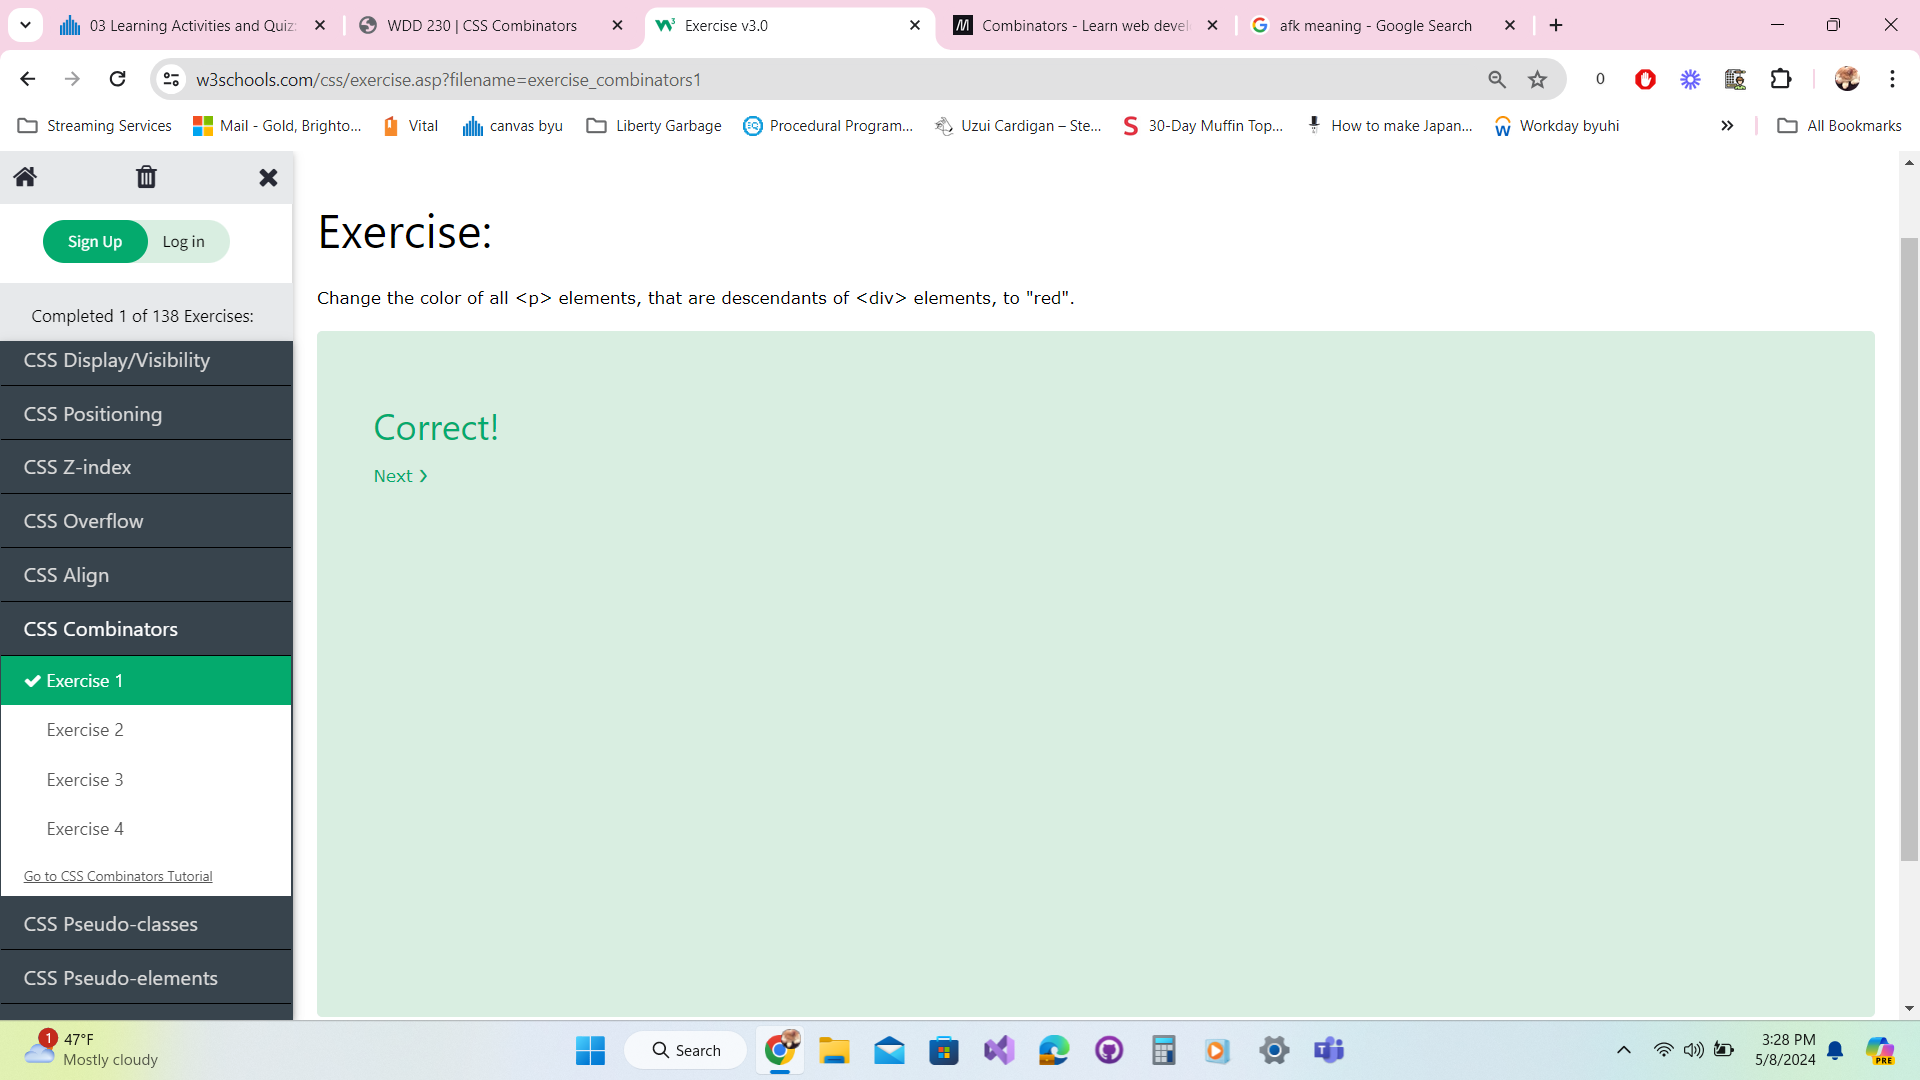 03 Learning Activities and Quiz:
WDD 230 | CSS Combinators
Exercise v3.0
Combinators - Learn web devel
afk meaning - Google Search
w3schools.com/css/exercise.asp?filename=exercise_combinators1
0
Streaming Services
Mail - Gold, Brighto...
Vital
canvas byu
Liberty Garbage
Procedural Program...
Uzui Cardigan – Ste...
30-Day Muffin Top...
How to make Japan...
Workday byuhi
All Bookmarks
Sign Up
Log in
Completed 1 of 138 Exercises:
CSS Display/Visibility
CSS Positioning
CSS Z-index
CSS Overflow
CSS Align
CSS Combinators
Exercise 1
Exercise 2
Exercise 3
Exercise 4
Go to CSS Combinators Tutorial
CSS Pseudo-classes
CSS Pseudo-elements
Exercise:
Change the color of all <p> elements, that are descendants of <div> elements, to "red".
Correct!
Next ❯
1
47°F
Mostly cloudy
Search
3:28 PM
5/8/2024
PRE